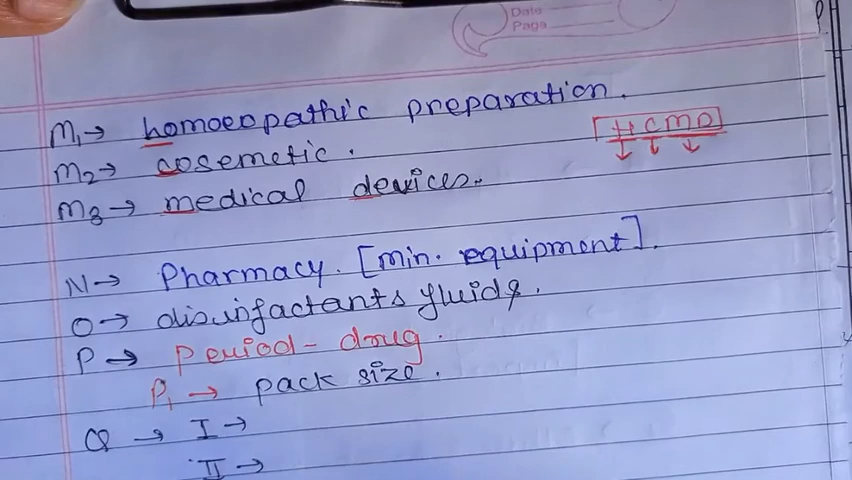 Date
Page
M1→ homoeopathic preparation.
HCMD
M2→ cosemetic.
M3→ medical devices.
N→ Pharmacy. [min. equipment].
O→ disinfactants fluids.
P→ Period-drug.
P1→ pack size.
Q → I→
II→